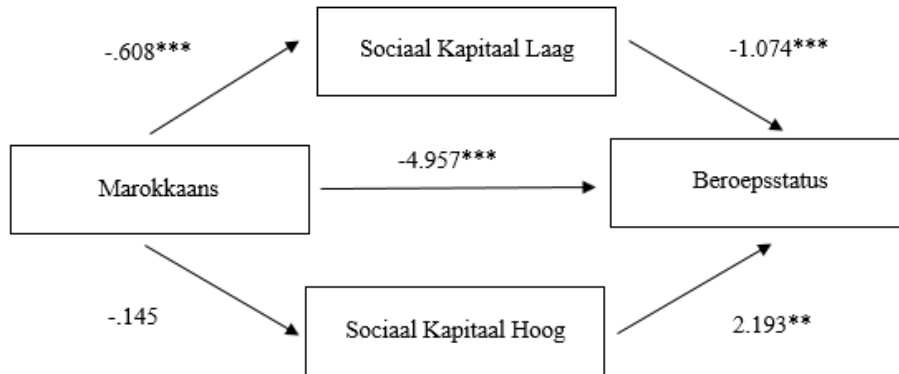 -.608***
Sociaal Kapitaal Laag
-1.074***
Marokkaans
-4.957***
Beroepsstatus
-.145
Sociaal Kapitaal Hoog
2.193**